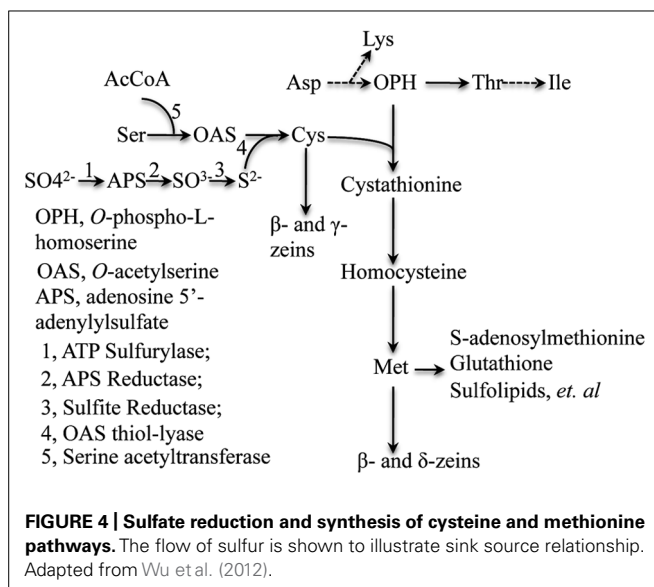 Lys
AcCoA
Asp OPH Thr Ile
5
Ser OAS Cys
4
SO4²⁻ 1 APS 2 SO³⁻ 3 S²⁻
Cystathionine
OPH, O-phospho-L-
homoserine
β- and γ-
zeins
OAS, O-acetylserine
Homocysteine
APS, adenosine 5’-
adenylylsulfate
1, ATP Sulfurylase;
2, APS Reductase;
3, Sulfite Reductase;
4, OAS thiol-lyase
5, Serine acetyltransferase
Met
S-adenosylmethionine
Glutathione
Sulfolipids, et. al
β- and δ-zeins
FIGURE 4 | Sulfate reduction and synthesis of cysteine and methionine
pathways. The flow of sulfur is shown to illustrate sink source relationship.
Adapted from Wu et al. (2012).